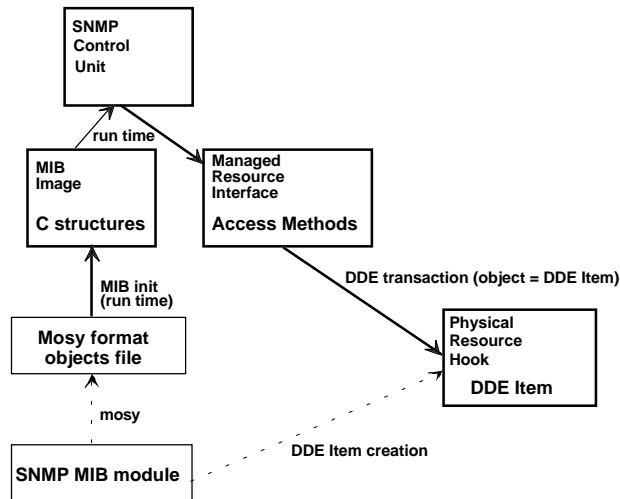 SNMP
Control
Unit
run time
MIB
Image
C structures
Managed
Resource
Interface
Access Methods
MIB init
(run time)
DDE transaction (object = DDE Item)
Mosy format
objects file
Physical
Resource
Hook
DDE Item
mosy
DDE Item creation
SNMP MIB module